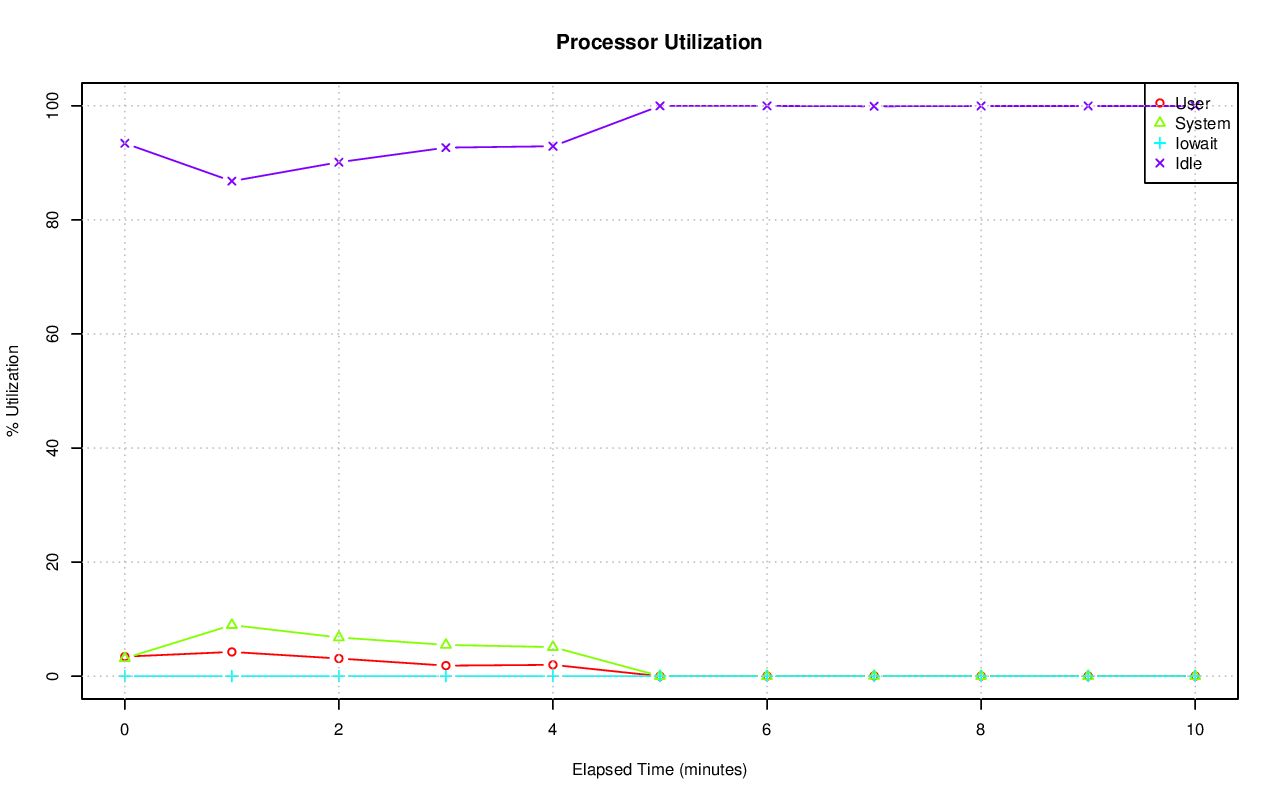 Processor Utilization
% Utilization
100
80
60
40
20
0
User
System
Iowait
Idle
0 2 4 6 8 10
Elapsed Time (minutes)